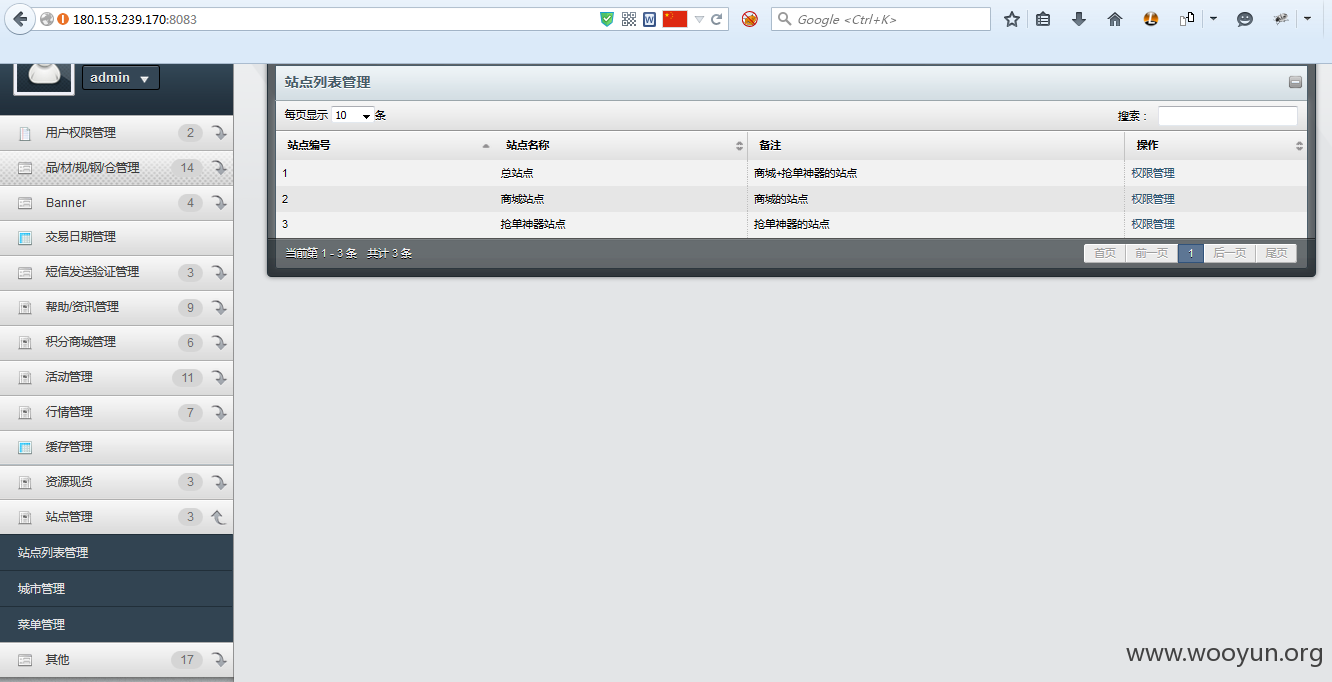 180.153.239.170:8083
Google <Ctrl+K>
admin
用户权限管理 2
品/材/规/钢/仓管理 14
Banner 4
交易日期管理
短信发送验证管理 3
帮助/资讯管理 9
积分商城管理 6
活动管理 11
行情管理 7
缓存管理
资源现货 3
站点管理 3
站点列表管理
城市管理
菜单管理
其他 17
站点列表管理
每页显示 10 条 搜索：
站点编号 站点名称 备注 操作
1 总站点 商城+抢单神器的站点 权限管理
2 商城站点 商城的站点 权限管理
3 抢单神器站点 抢单神器的站点 权限管理
当前第 1 - 3 条 共计 3 条 首页 前一页 1 后一页 尾页
www.wooyun.org